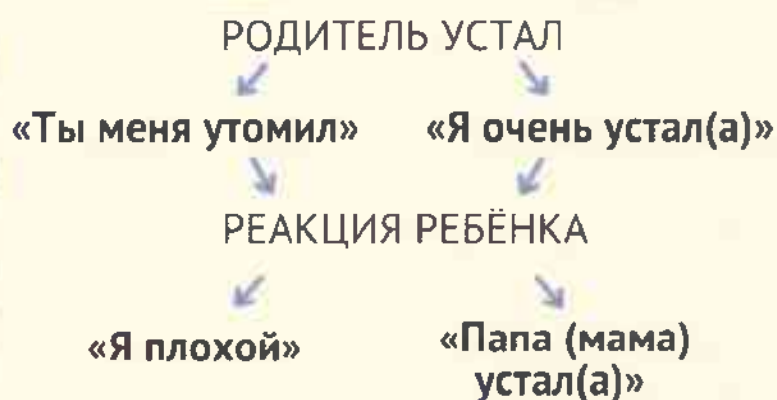 РОДИТЕЛЬ УСТАЛ
«Ты меня утомил» «Я очень устал(а)»
РЕАКЦИЯ РЕБЁНКА
«Я плохой»
«Папа (мама)
устал(а)»